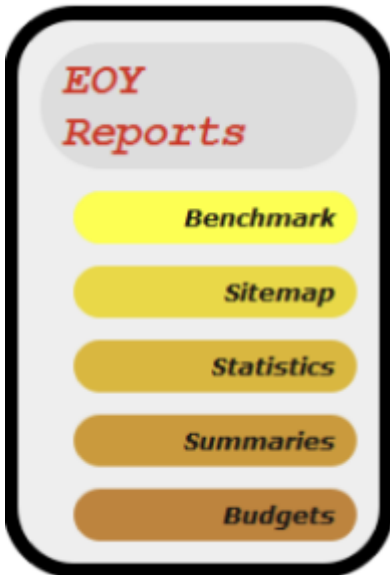 EOY
Reports
Benchmark
Sitemap
Statistics
Summaries
Budgets